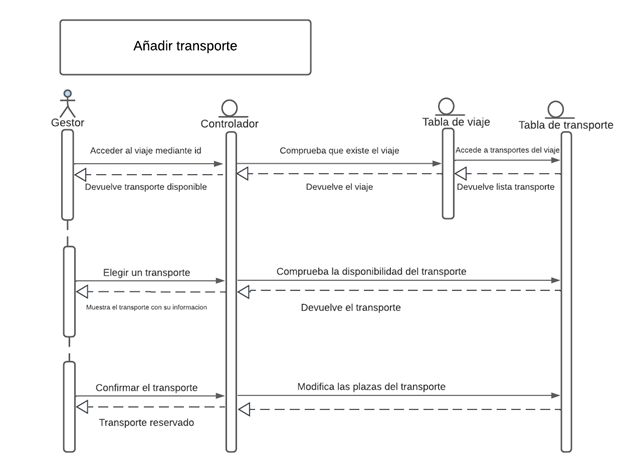 Añadir transporte
Gestor
Controlador
Tabla de viaje
Tabla de transporte
Acceder al viaje mediante id
Comprueba que existe el viaje
Accede a transportes del viaje
Devuelve transporte disponible
Devuelve el viaje
Devuelve lista transporte
Elegir un transporte
Comprueba la disponibilidad del transporte
Muestra el transporte con su informacion
Devuelve el transporte
Confirmar el transporte
Modifica las plazas del transporte
Transporte reservado